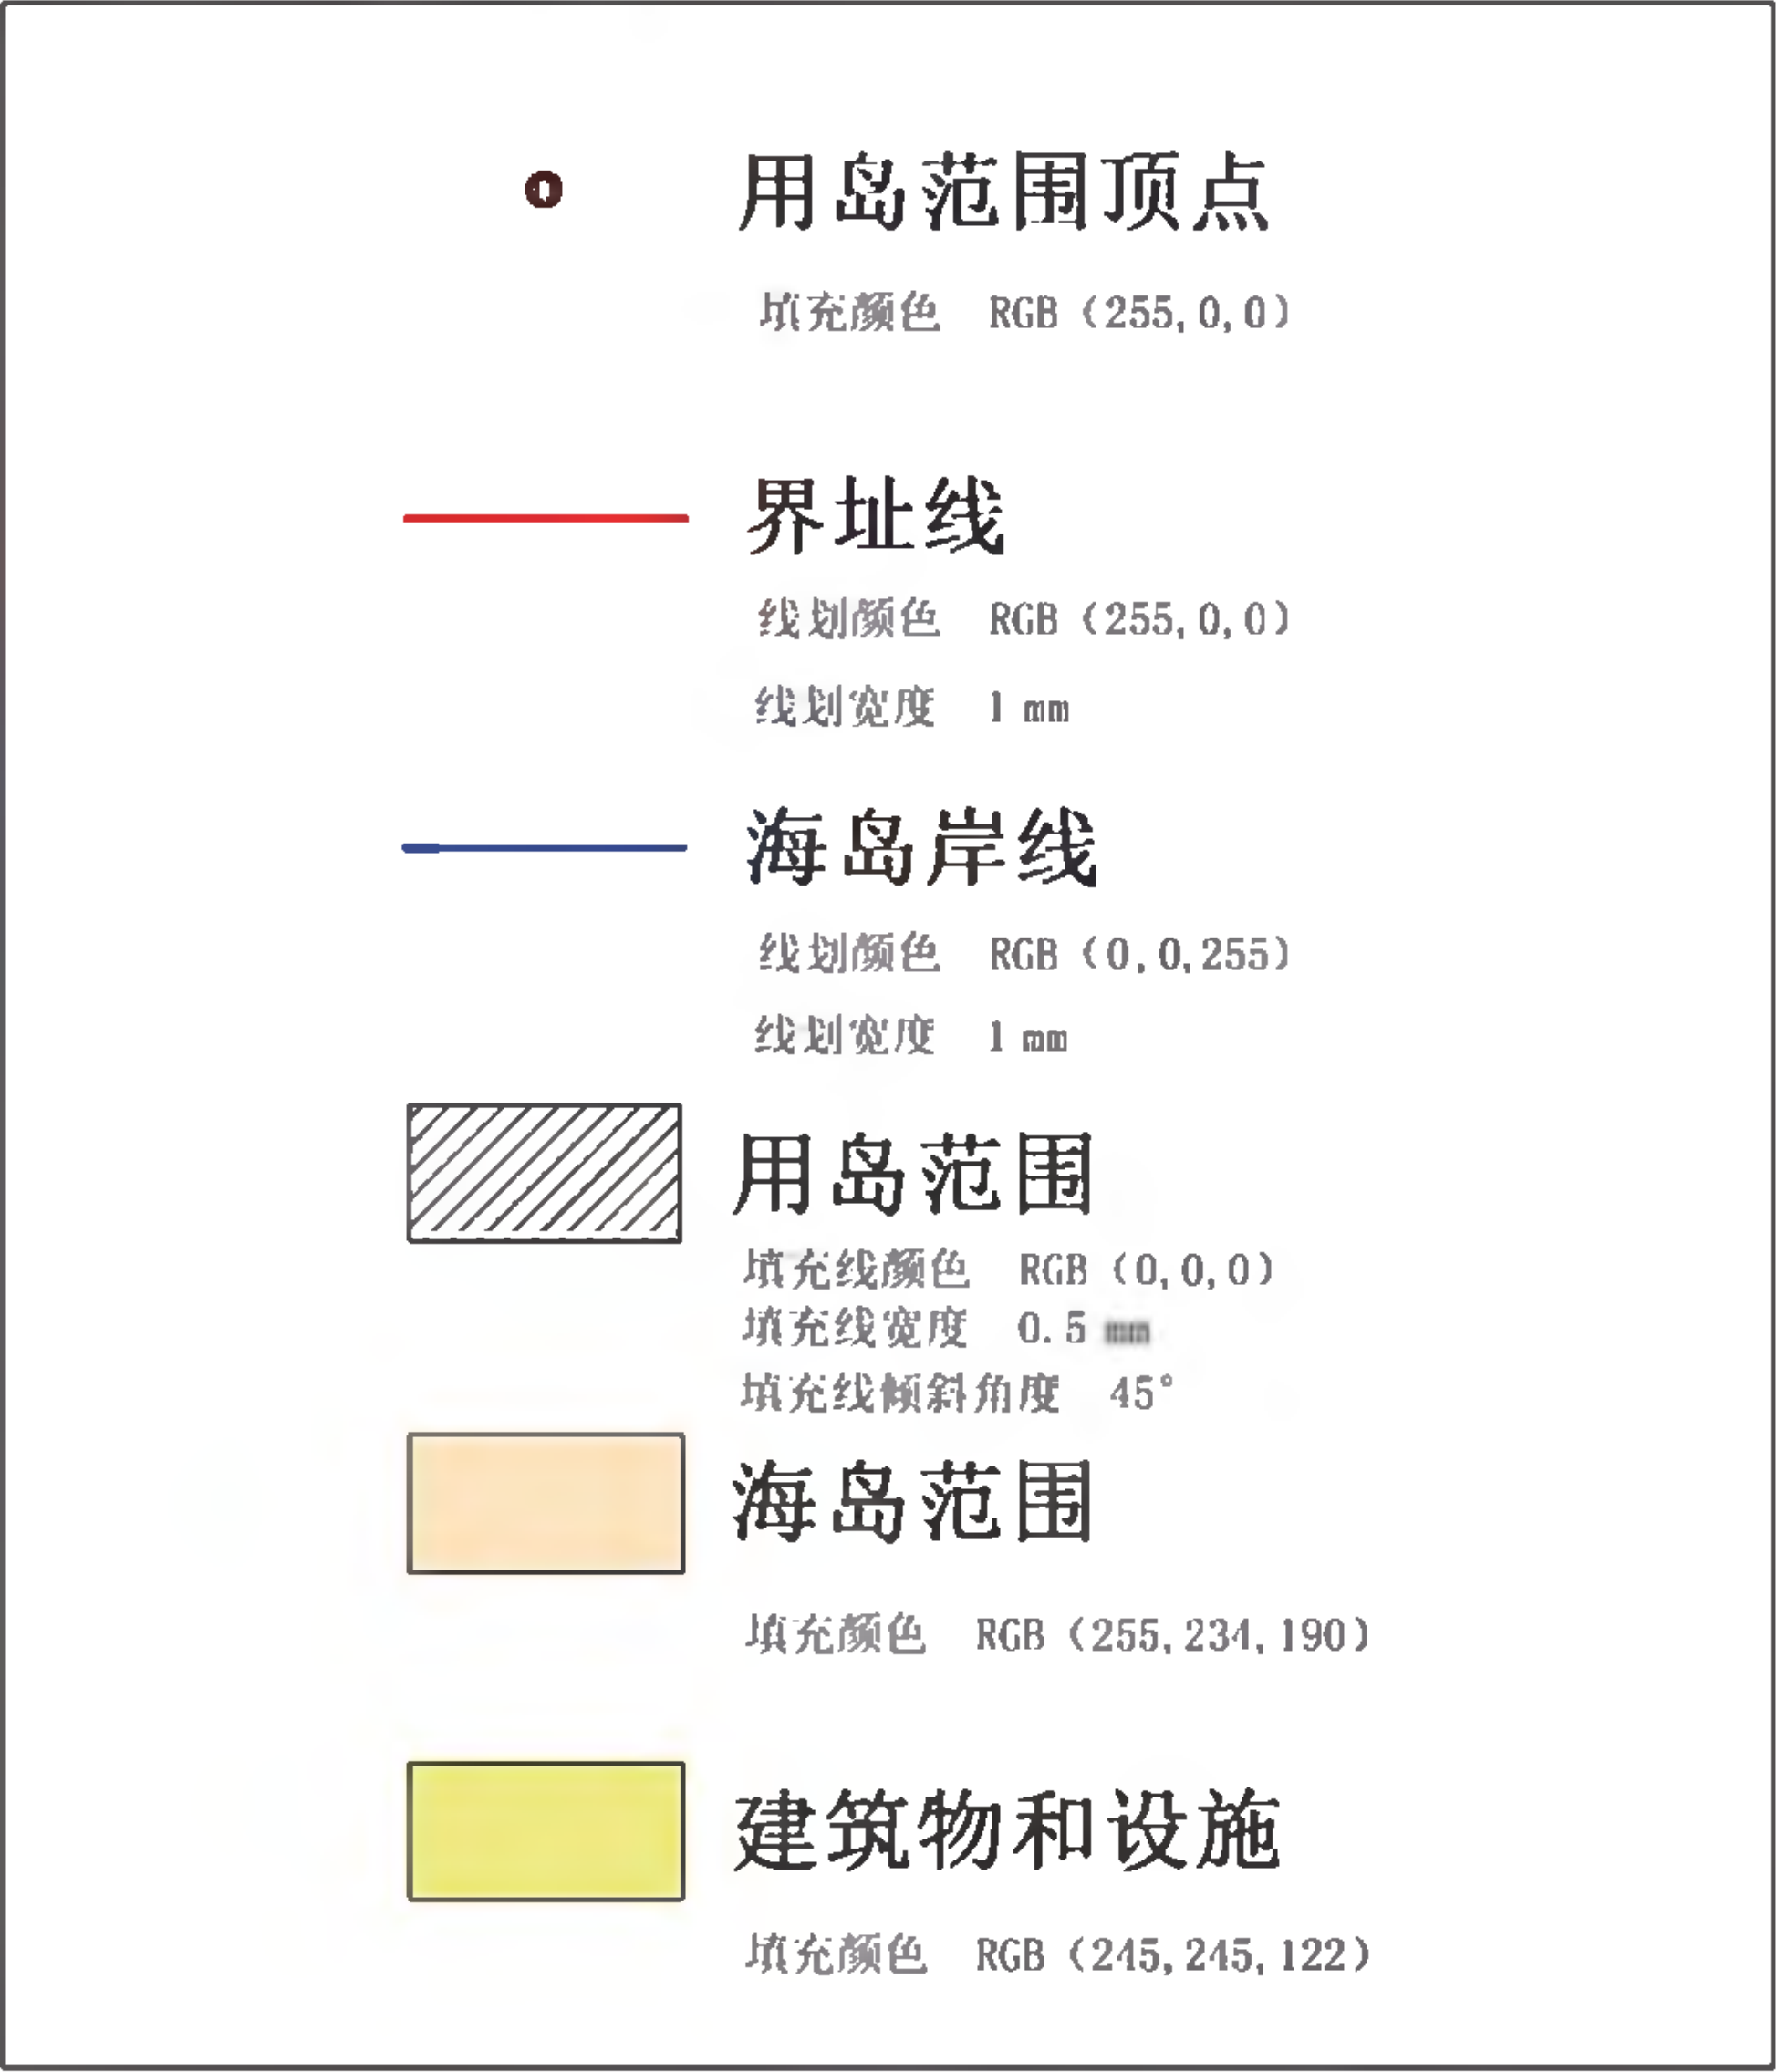 用岛范围顶点
填充颜色 RGB（255,0,0）
界址线
线划颜色 RGB（255,0,0）
线划宽度 1 mm
海岛岸线
线划颜色 RGB（0,0,255）
线划宽度 1 mm
用岛范围
填充线颜色 RGB（0,0,0）
填充线宽度 0.5 mm
填充线倾斜角度 45°
海岛范围
填充颜色 RGB（255,234,190）
建筑物和设施
填充颜色 RGB（245,245,122）